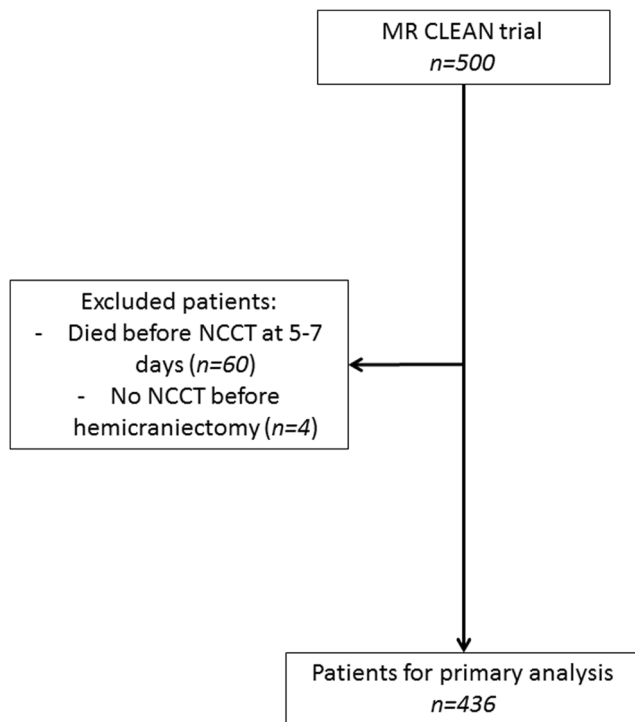 MR CLEAN trial
n=500
Excluded patients:
- Died before NCCT at 5-7
days (n=60)
- No NCCT before
hemicraniectomy (n=4)
Patients for primary analysis
n=436